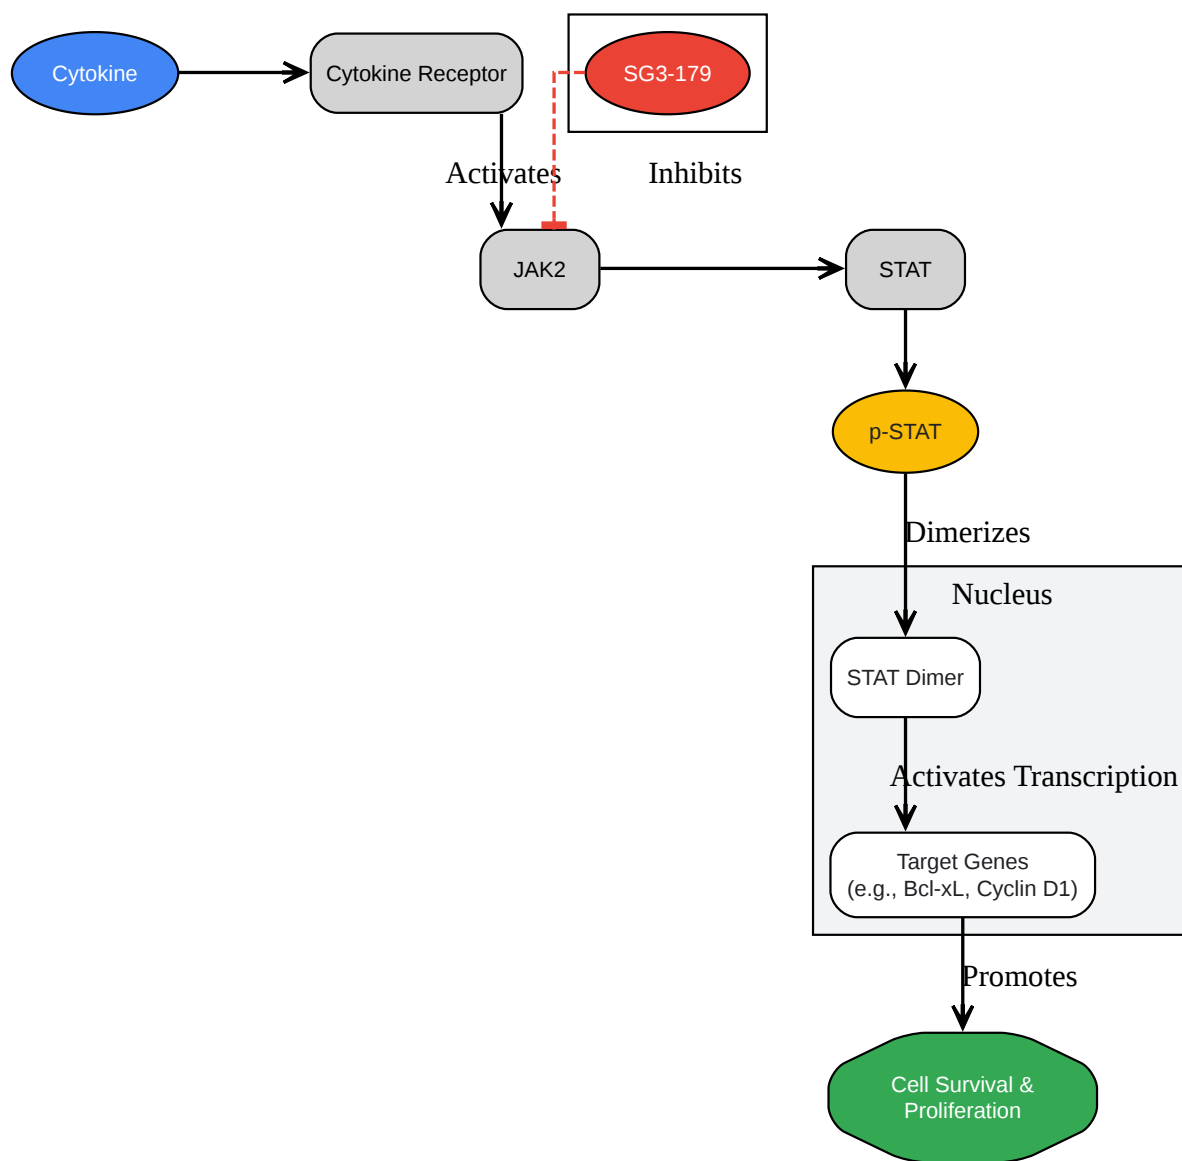 Cytokine
Cytokine Receptor
SG3-179
Activates
Inhibits
JAK2
STAT
p-STAT
Dimerizes
Nucleus
STAT Dimer
Activates Transcription
Target Genes
(e.g., Bcl-xL, Cyclin D1)
Promotes
Cell Survival &
Proliferation